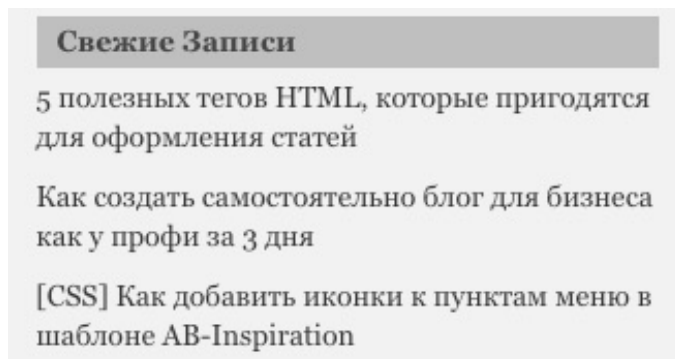 Свежие Записи
5 полезных тегов HTML, которые пригодятся
для оформления статей
Как создать самостоятельно блог для бизнеса
как у профи за 3 дня
[CSS] Как добавить иконки к пунктам меню в
шаблоне AB-Inspiration